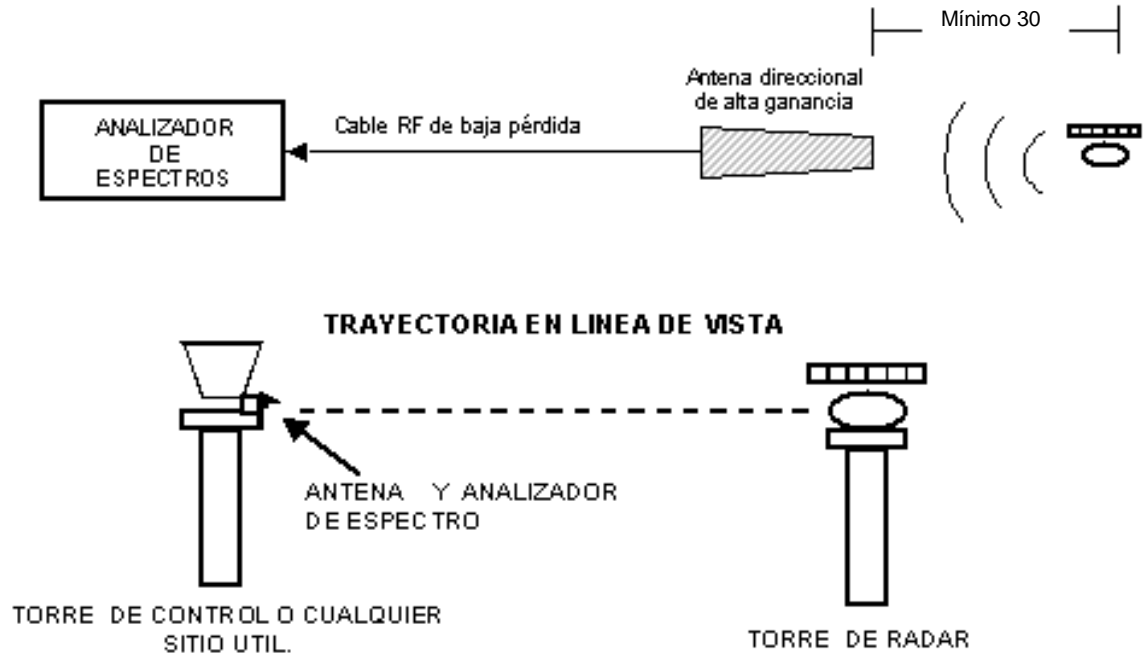 Mínimo 30
Antena direccional
de alta ganancia
ANALIZADOR
DE
ESPECTROS
Cable RF de baja pérdida
TRAYECTORIA EN LINEA DE VISTA
ANTENA Y ANALIZADOR
DE ESPECTRO
TORRE DE CONTROL O CUALQUIER
SITIO UTIL.
TORRE DE RADAR